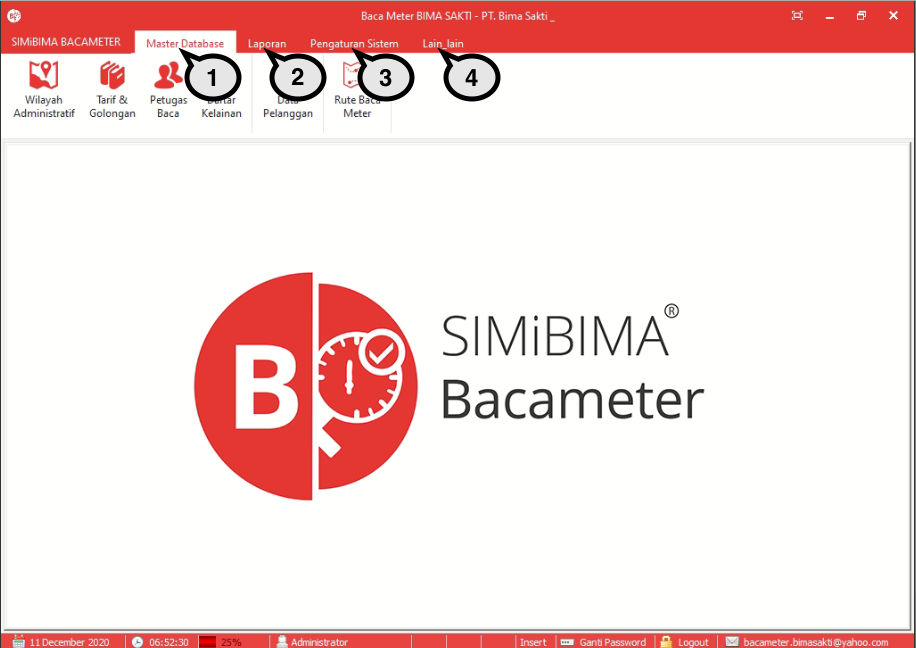 Baca Meter BIMA SAKTI - PT. Bima Sakti _
SIMiBIMA BACAMETER
Master Database
Laporan
Pengaturan Sistem
Lain_lain
1
2
3
4
Wilayah
Administratif
Tarif &
Golongan
Petugas
Baca
Daftar
Kelainan
Data
Pelanggan
Rute Baca
Meter
B
SIMiBIMA®
Bacameter
11 December 2020
06:52:30
25%
Administrator
Insert
Ganti Password
Logout
bacameter.bimasakti@yahoo.com